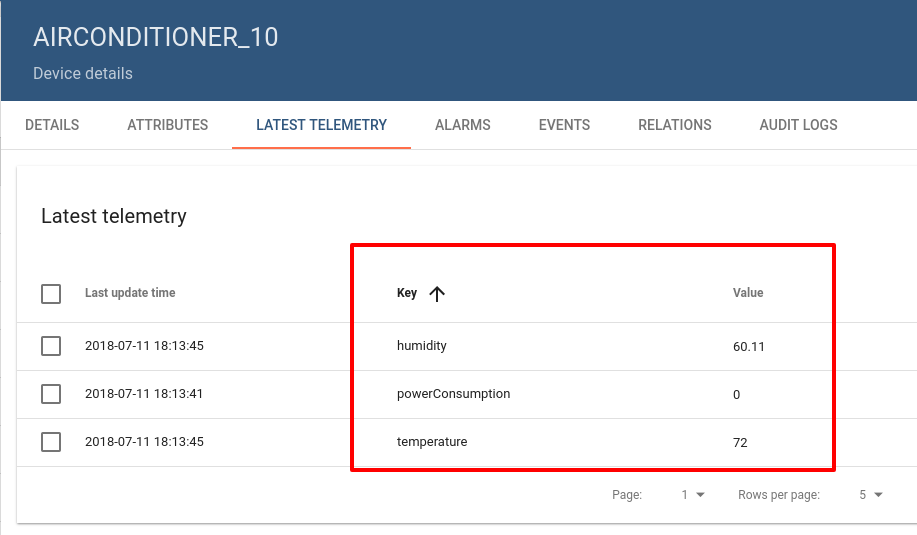 AIRCONDITIONER_10
Device details
DETAILS ATTRIBUTES LATEST TELEMETRY ALARMS EVENTS RELATIONS AUDIT LOGS
Latest telemetry
Last update time Key Value
2018-07-11 18:13:45 humidity 60.11
2018-07-11 18:13:41 powerConsumption 0
2018-07-11 18:13:45 temperature 72
Page: 1 Rows per page: 5